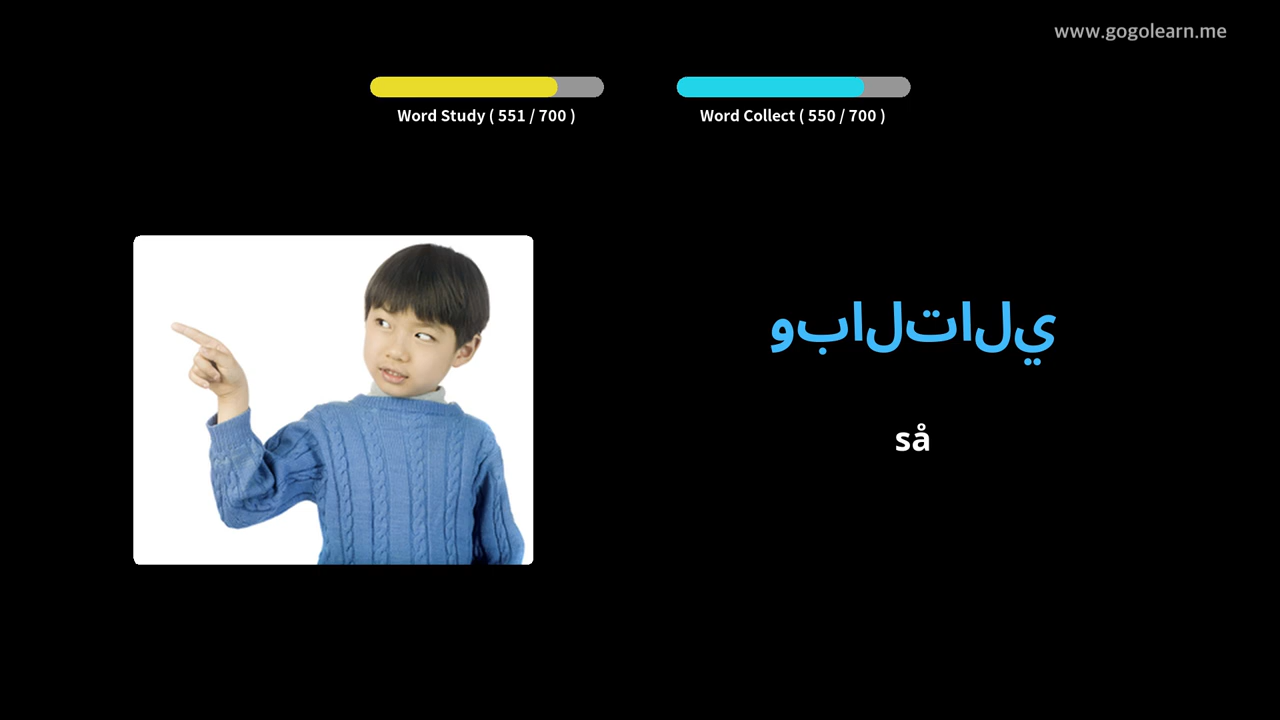 www.gogolearn.me
Word Study ( 551 / 700 )
Word Collect ( 550 / 700 )
وبالتالي
så